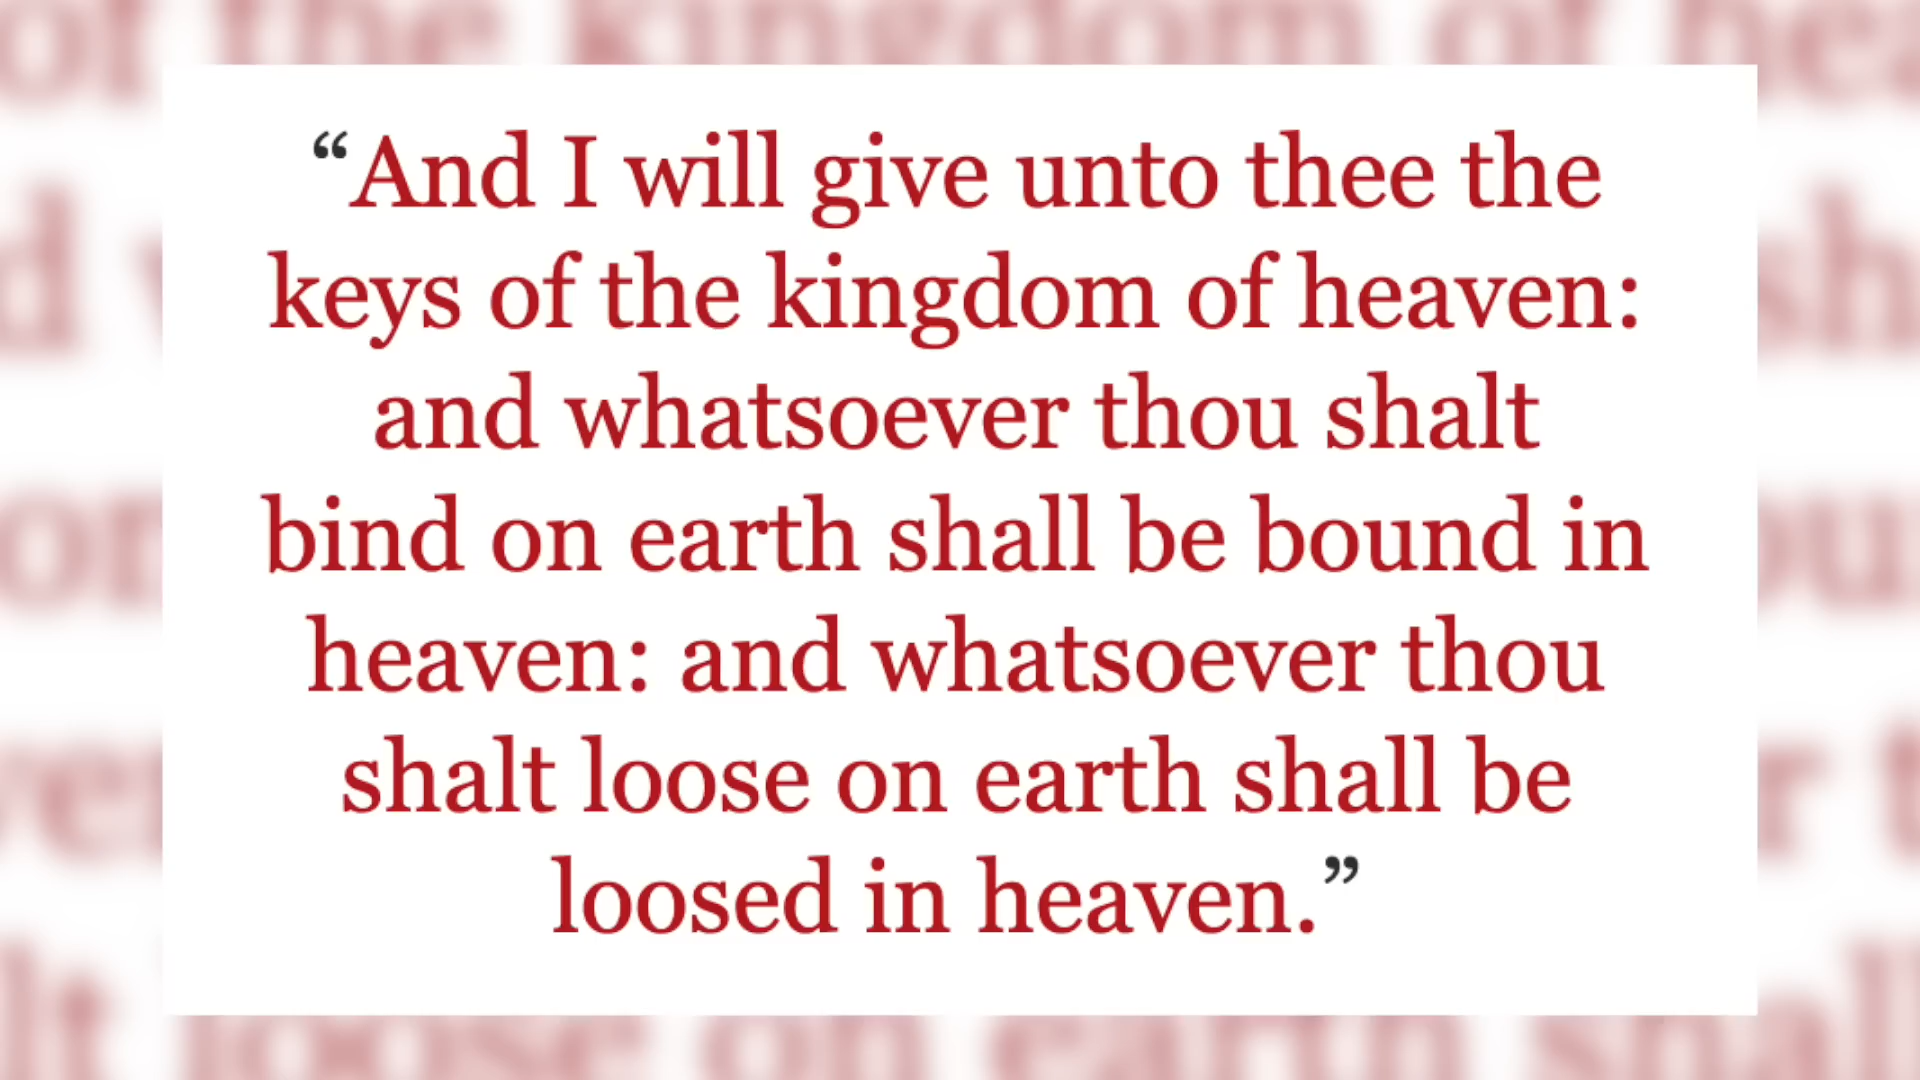 “And I will give unto thee the
keys of the kingdom of heaven:
and whatsoever thou shalt
bind on earth shall be bound in
heaven: and whatsoever thou
shalt loose on earth shall be
loosed in heaven.”